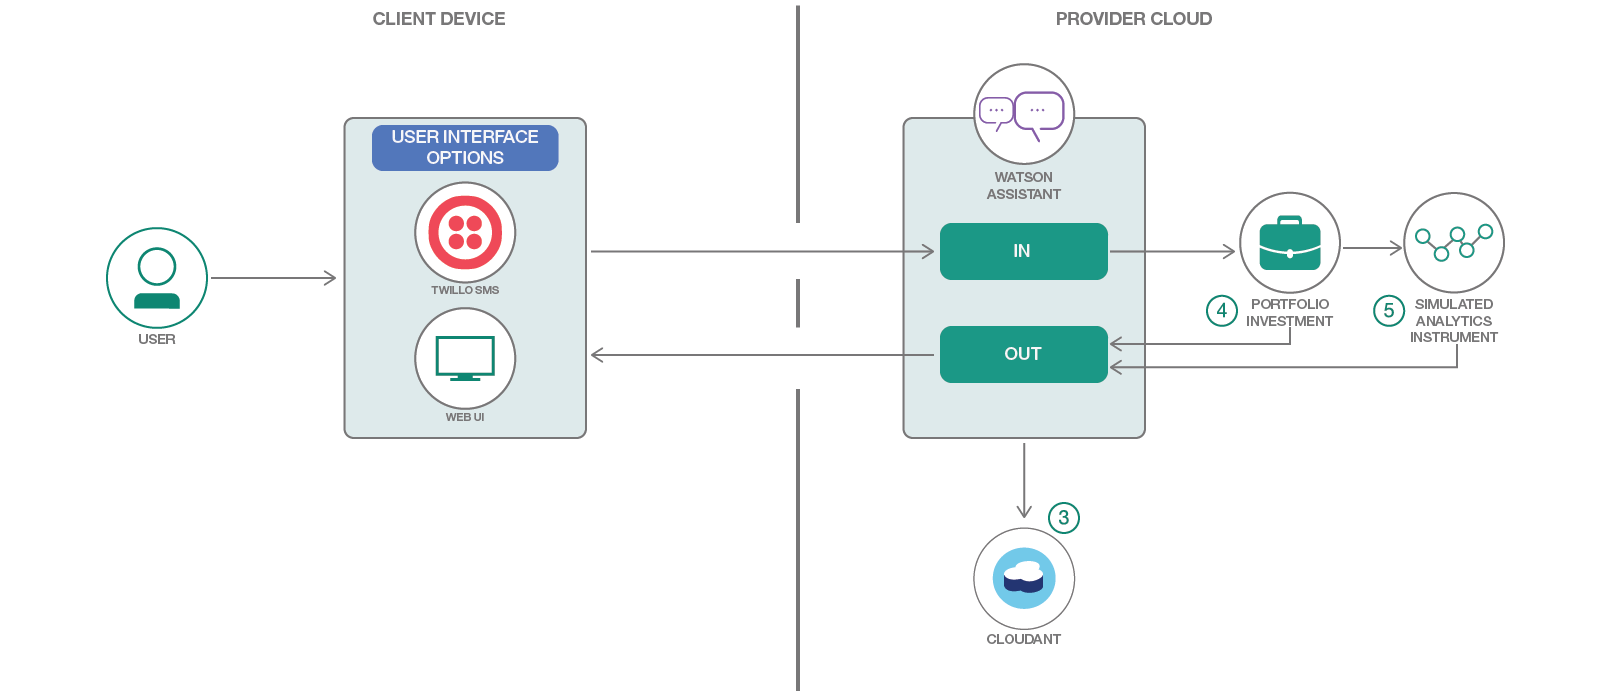 CLIENT DEVICE
PROVIDER CLOUD
USER INTERFACE
OPTIONS
TWILLO SMS
WEB UI
USER
WATSON
ASSISTANT
IN
OUT
4
PORTFOLIO
INVESTMENT
5
SIMULATED
ANALYTICS
INSTRUMENT
3
CLOUDANT